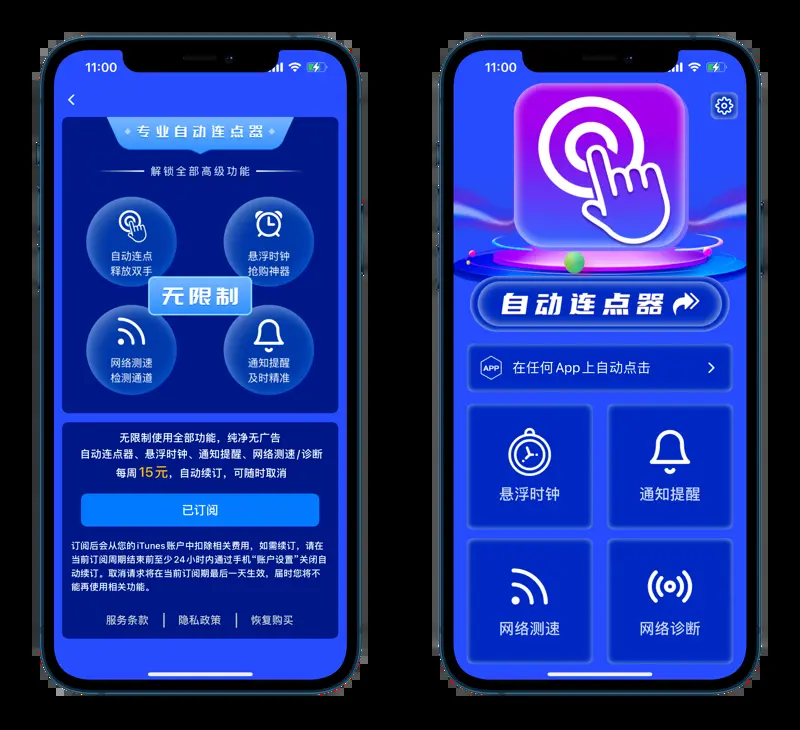 11:00
专业自动连点器
解锁全部高级功能
自动连点
释放双手
悬浮时钟
抢购神器
无限制
网络测速
检测通道
通知提醒
及时精准
无限制使用全部功能，纯净无广告
自动连点器、悬浮时钟、通知提醒、网络测速/诊断
每周15元，自动续订，可随时取消
已订阅
订阅后会从您的iTunes账户中扣除相关费用，如需续订，请在
当前订阅周期结束前至少24小时内通过手机“账户设置”关闭自
动续订。取消请求将在当前订阅期最后一天生效，届时您将不
能再使用相关功能。
服务条款 | 隐私政策 | 恢复购买
11:00
自动连点器
APP 在任何App上自动点击
悬浮时钟
通知提醒
网络测速
网络诊断